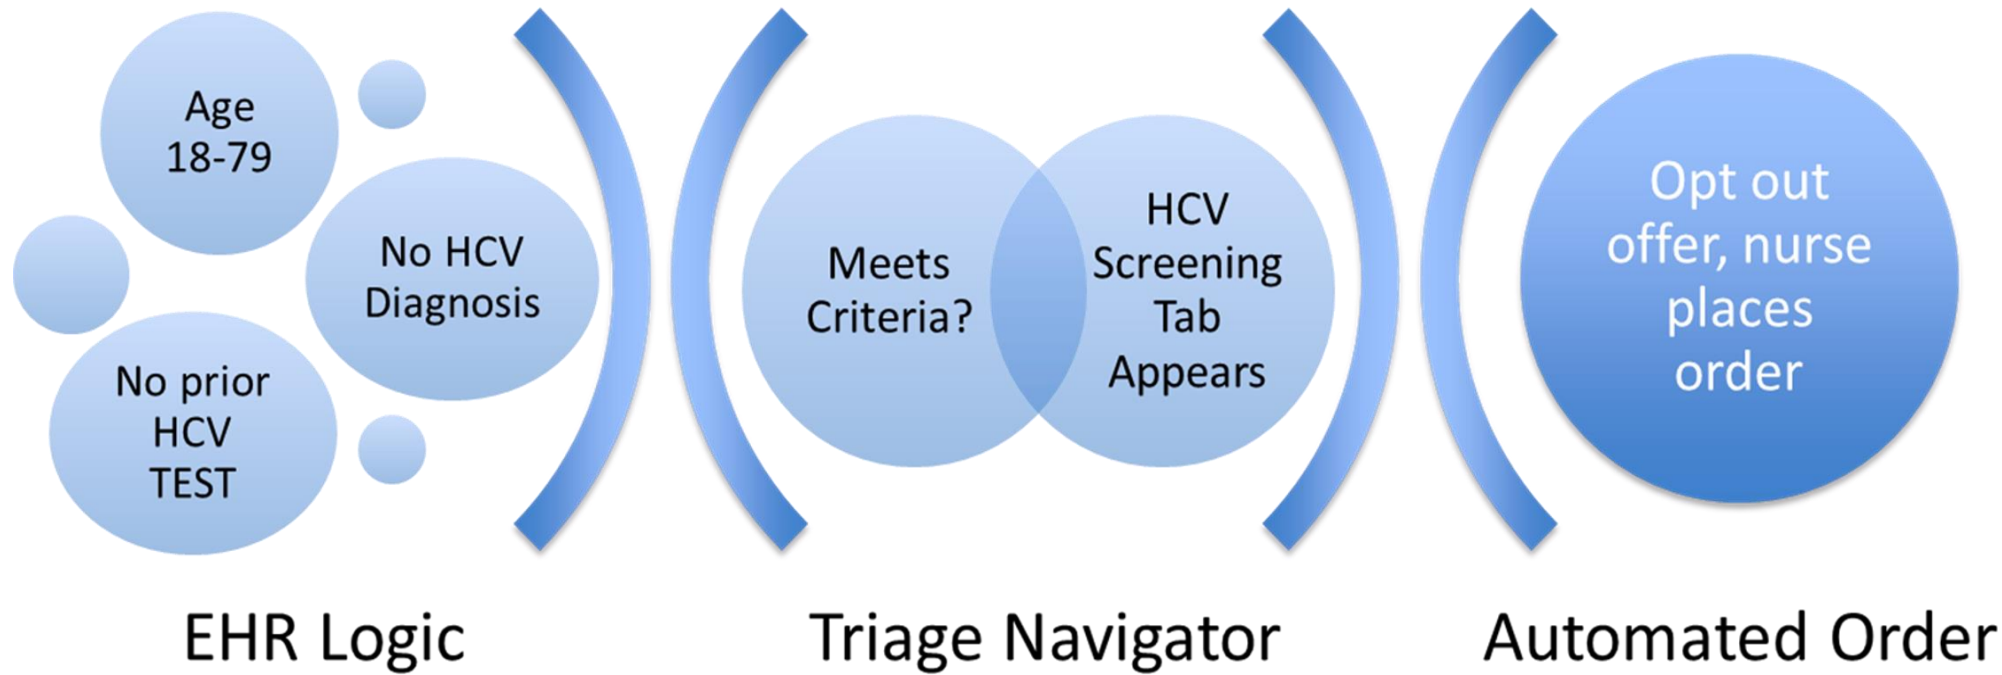 Age
18-79
No HCV
Diagnosis
No prior
HCV
TEST
EHR Logic
Meets
Criteria?
HCV
Screening
Tab
Appears
Triage Navigator
Opt out
offer, nurse
places
order
Automated Order